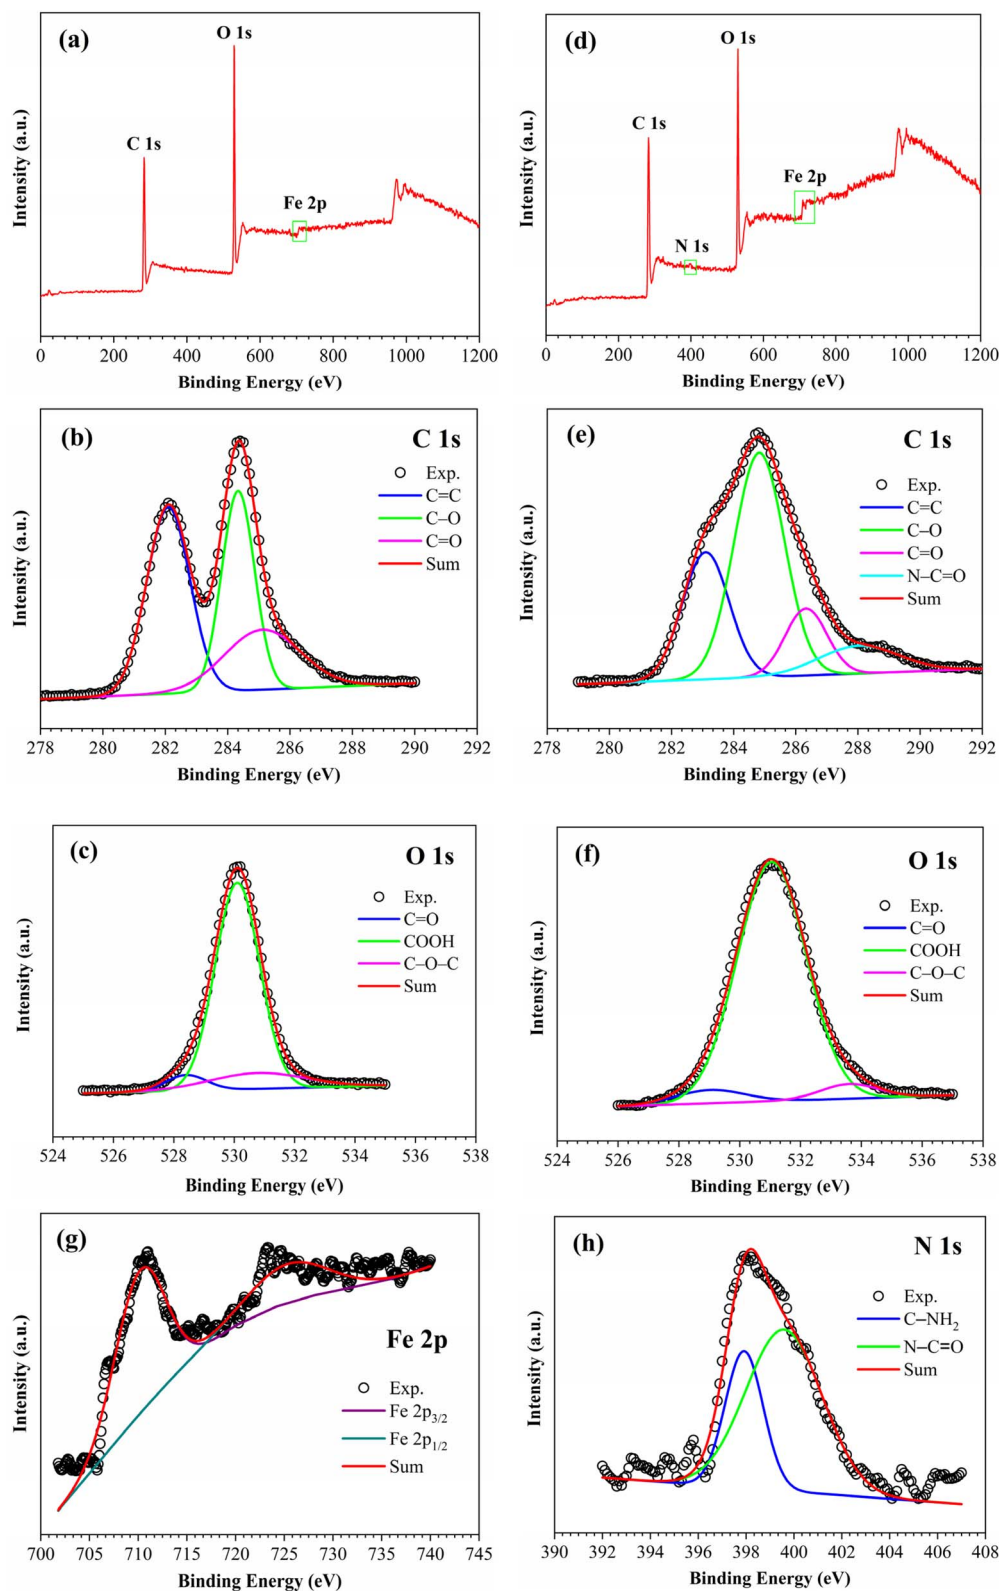 (a)
O 1s
C 1s
Fe 2p
Intensity (a.u.)
0 200 400 600 800 1000 1200
Binding Energy (eV)
(d)
O 1s
C 1s
Fe 2p
N 1s
Intensity (a.u.)
0 200 400 600 800 1000 1200
Binding Energy (eV)
(b)
C 1s
Exp.
C=C
C–O
C=O
Sum
Intensity (a.u.)
278 280 282 284 286 288 290 292
Binding Energy (eV)
(e)
C 1s
Exp.
C=C
C–O
C=O
N–C=O
Sum
Intensity (a.u.)
278 280 282 284 286 288 290 292
Binding Energy (eV)
(c)
O 1s
Exp.
C=O
COOH
C–O–C
Sum
Intensity (a.u.)
524 526 528 530 532 534 536 538
Binding Energy (eV)
(f)
O 1s
Exp.
C=O
COOH
C–O–C
Sum
Intensity (a.u.)
524 526 528 530 532 534 536 538
Binding Energy (eV)
(g)
Fe 2p
Exp.
Fe 2p3/2
Fe 2p1/2
Sum
Intensity (a.u.)
700 705 710 715 720 725 730 735 740 745
Binding Energy (eV)
(h)
N 1s
Exp.
C–NH2
N–C=O
Sum
Intensity (a.u.)
390 392 394 396 398 400 402 404 406 408
Binding Energy (eV)